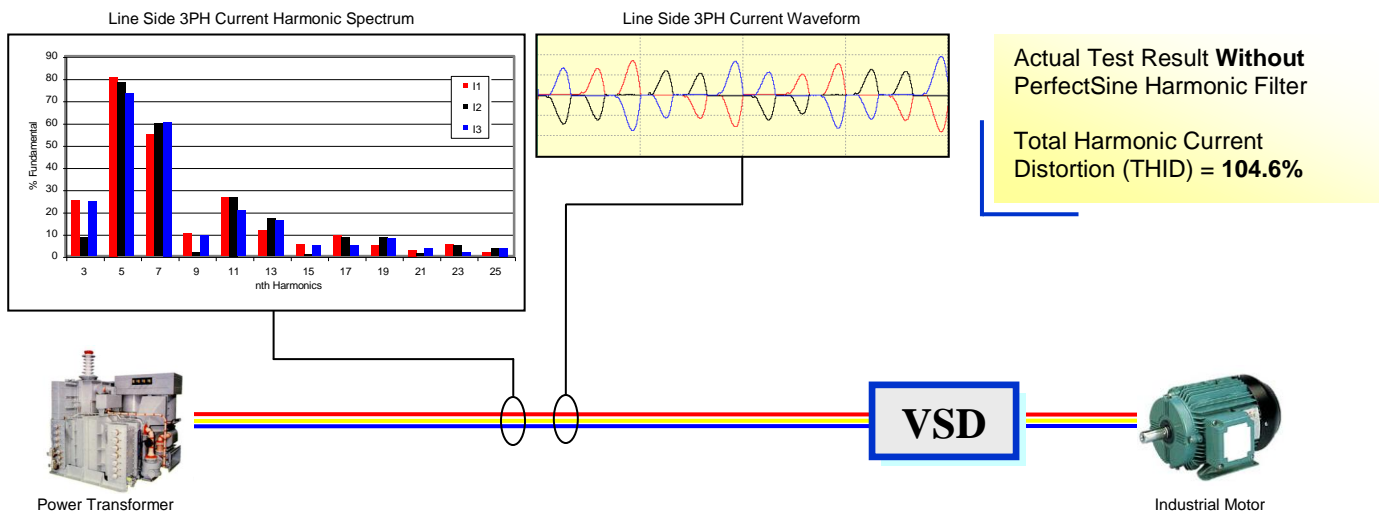 Line Side 3PH Current Harmonic Spectrum
Line Side 3PH Current Waveform
% Fundamental
90
80
70
60
50
40
30
20
10
0
I1
I2
I3
3 5 7 9 11 13 15 17 19 21 23 25
nth Harmonics
Actual Test Result Without
PerfectSine Harmonic Filter
Total Harmonic Current
Distortion (THID) = 104.6%
VSD
Power Transformer
Industrial Motor